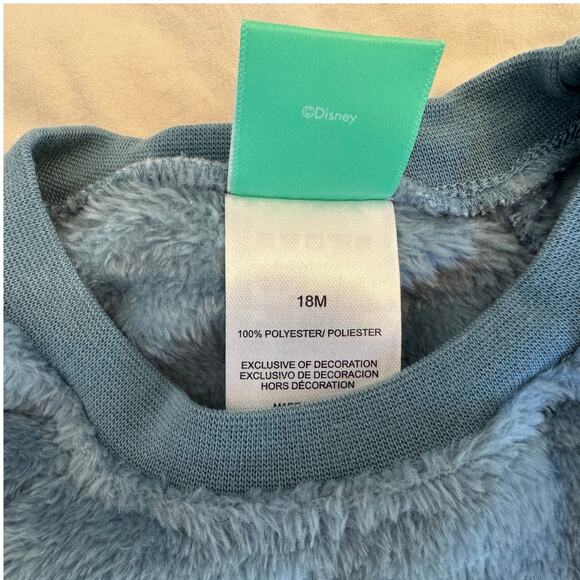 ©Disney
18M
100% POLYESTER/ POLIESTER
EXCLUSIVE OF DECORATION
EXCLUSIVO DE DECORACION
HORS DÉCORATION